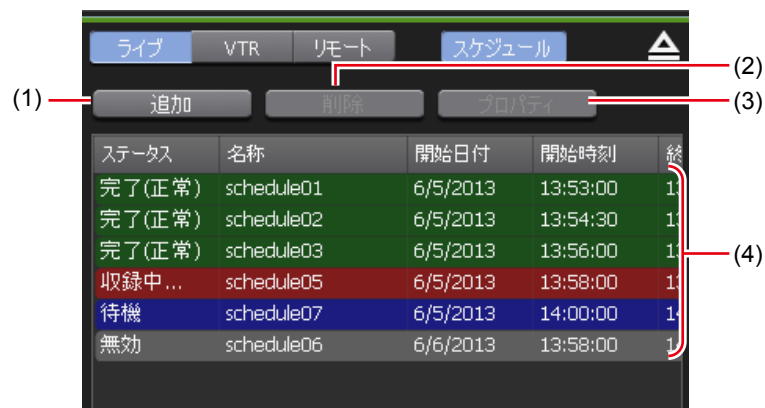 ライブ VTR リモート スケジュール
(2)
(1) 追加 削除 プロパティ (3)
ステータス 名称 開始日付 開始時刻 終
完了(正常) schedule01 6/5/2013 13:53:00
完了(正常) schedule02 6/5/2013 13:54:30
完了(正常) schedule03 6/5/2013 13:56:00
(4)
収録中... schedule05 6/5/2013 13:58:00
待機 schedule07 6/5/2013 14:00:00
無効 schedule06 6/6/2013 13:58:00